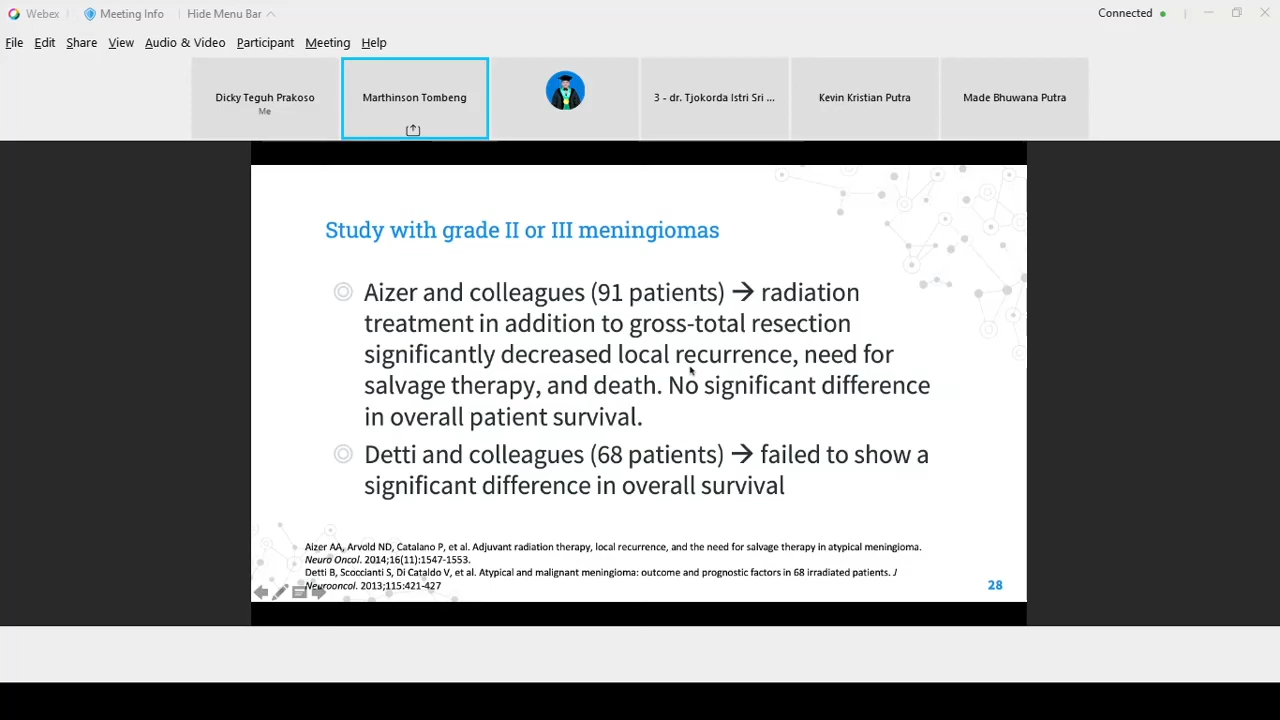 Webex Meeting Info Hide Menu Bar Connected
File Edit Share View Audio & Video Participant Meeting Help
Dicky Teguh Prakoso
Me
Marthinson Tombeng
3 - dr. Tjokorda Istri Sri ...
Kevin Kristian Putra
Made Bhuwana Putra
Study with grade II or III meningiomas
Aizer and colleagues (91 patients) → radiation
treatment in addition to gross-total resection
significantly decreased local recurrence, need for
salvage therapy, and death. No significant difference
in overall patient survival.
Detti and colleagues (68 patients) → failed to show a
significant difference in overall survival
Aizer AA, Arvold ND, Catalano P, et al. Adjuvant radiation therapy, local recurrence, and the need for salvage therapy in atypical meningioma.
Neuro Oncol. 2014;16(11):1547-1553.
Detti B, Scoccianti S, Di Cataldo V, et al. Atypical and malignant meningioma: outcome and prognostic factors in 68 irradiated patients. J
Neurooncol. 2013;115:421-427
28